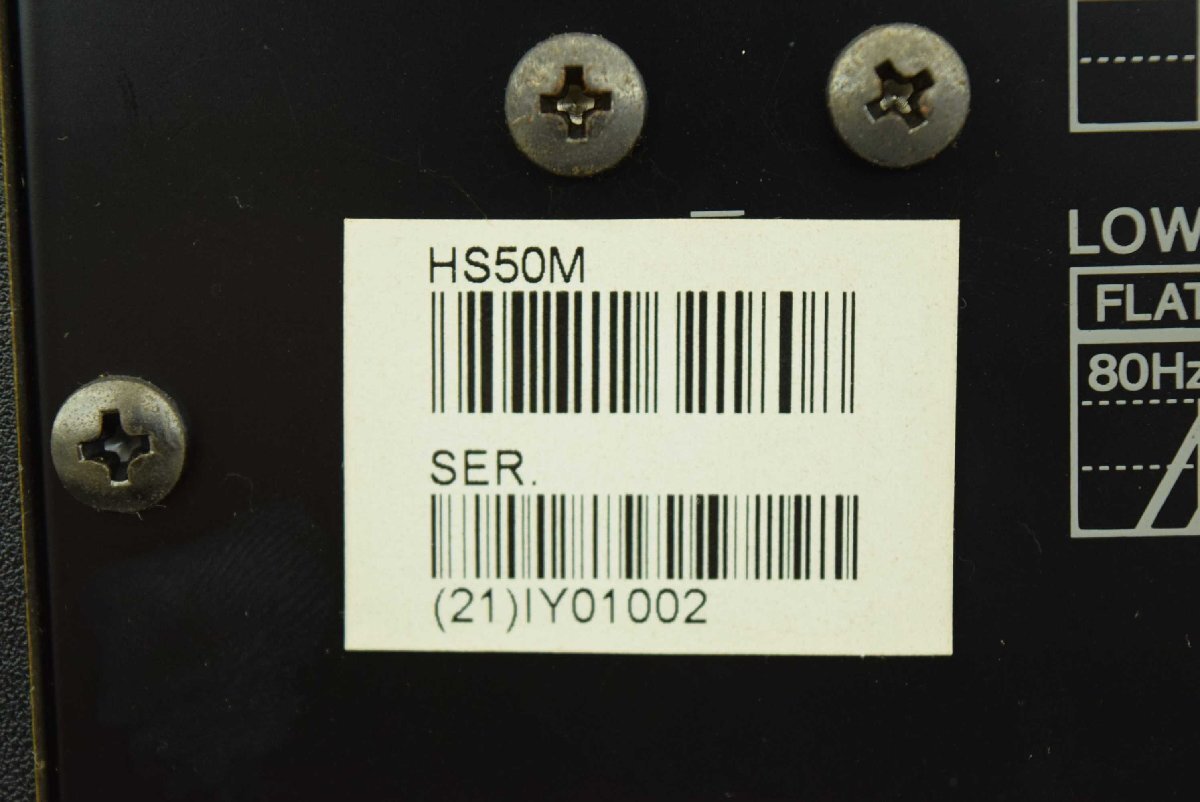 HS50M
SER.
(21)IY01002
LOW
FLAT
80Hz